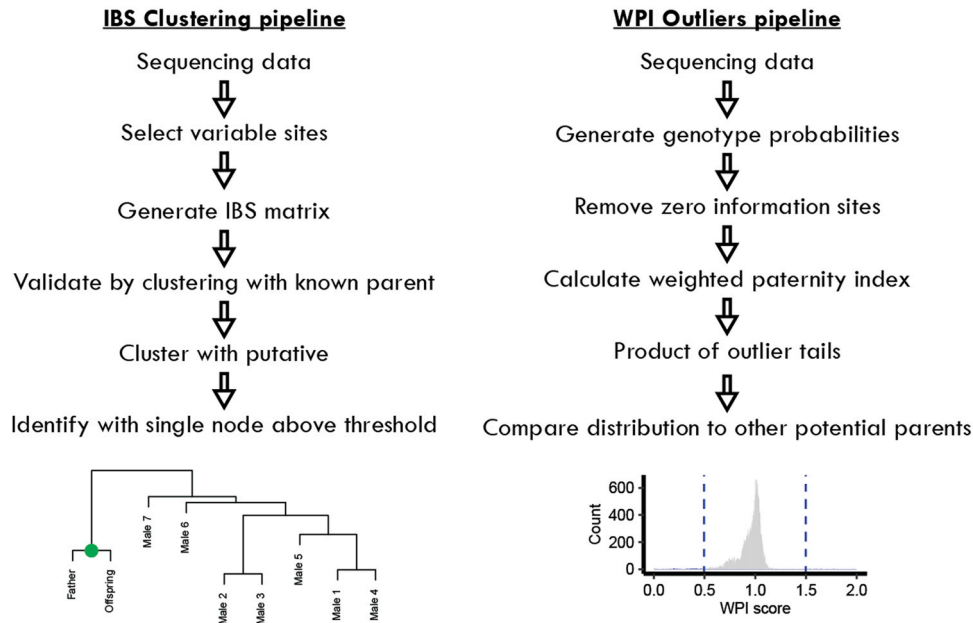 IBS Clustering pipeline
Sequencing data
Select variable sites
Generate IBS matrix
Validate by clustering with known parent
Cluster with putative
Identify with single node above threshold
Father
Offspring
Male 7
Male 6
Male 2
Male 3
Male 5
Male 1
Male 4
WPI Outliers pipeline
Sequencing data
Generate genotype probabilities
Remove zero information sites
Calculate weighted paternity index
Product of outlier tails
Compare distribution to other potential parents
Count
600
400
200
0
0.0 0.5 1.0 1.5 2.0
WPI score